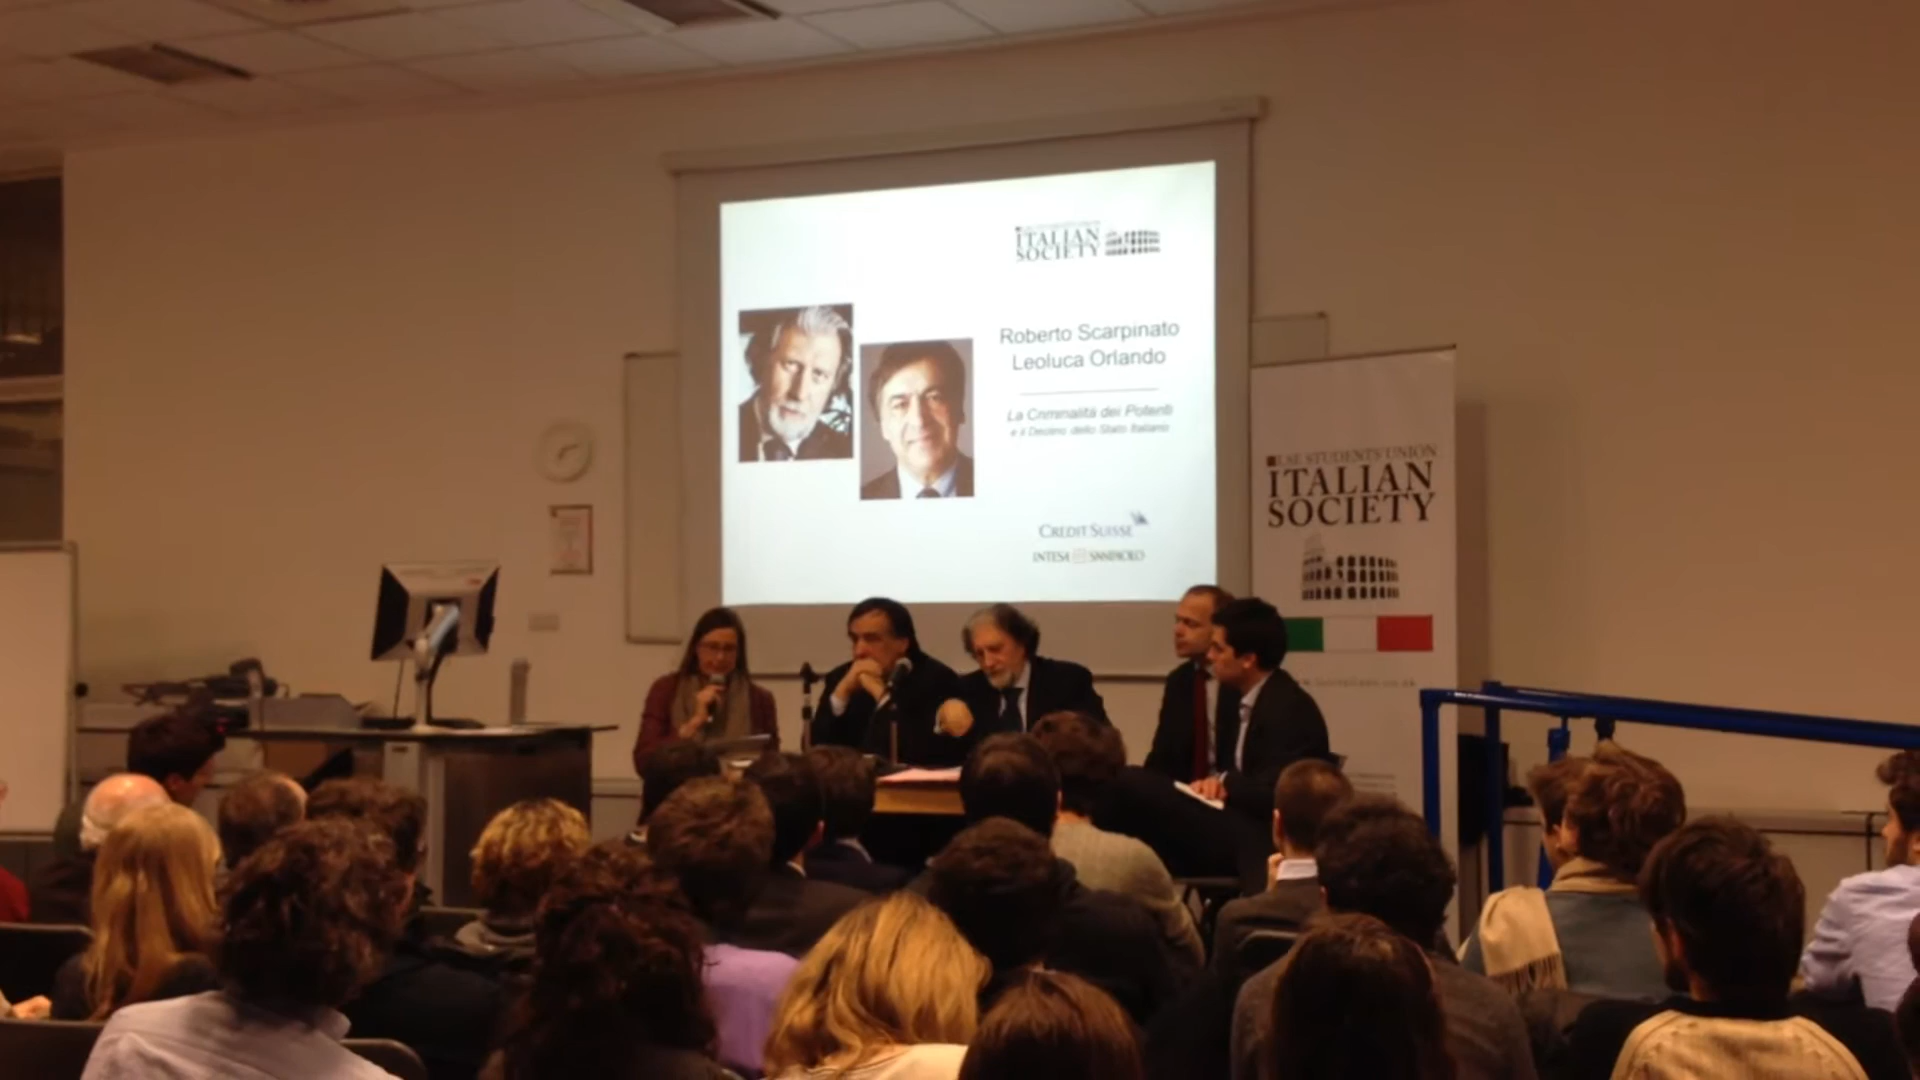 ITALIAN
SOCIETY
Roberto Scarpinato
Leoluca Orlando
La Criminalità dei Potenti
e il Declino dello Stato Italiano
CREDIT SUISSE
INTESA SANPAOLO
LSE STUDENTS' UNION
ITALIAN
SOCIETY